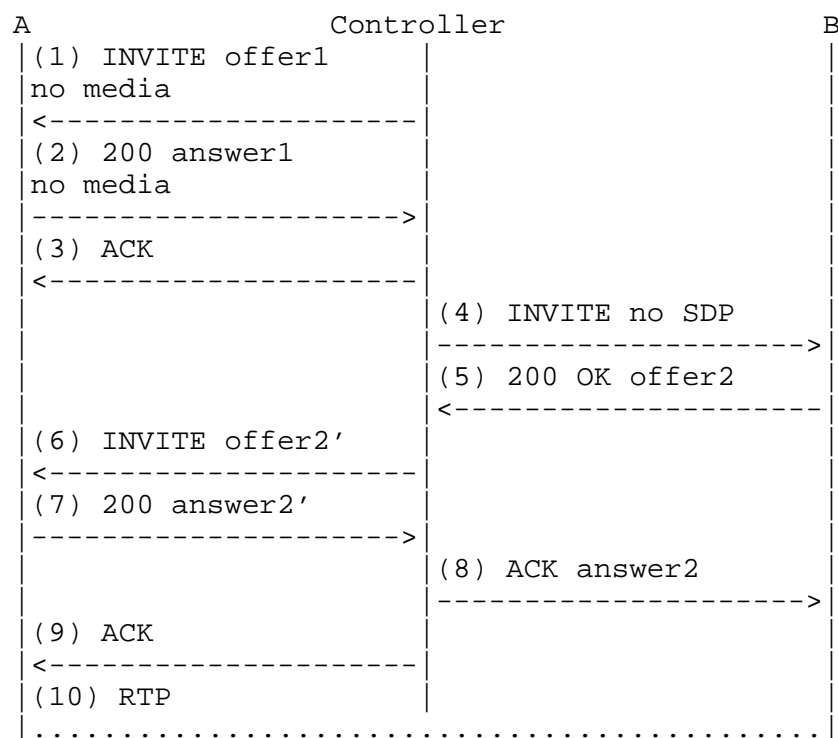 A Controller B
(1) INVITE offer1
no media
(2) 200 answer1
no media
(3) ACK
(4) INVITE no SDP
(5) 200 OK offer2
(6) INVITE offer2'
(7) 200 answer2'
(8) ACK answer2
(9) ACK
(10) RTP